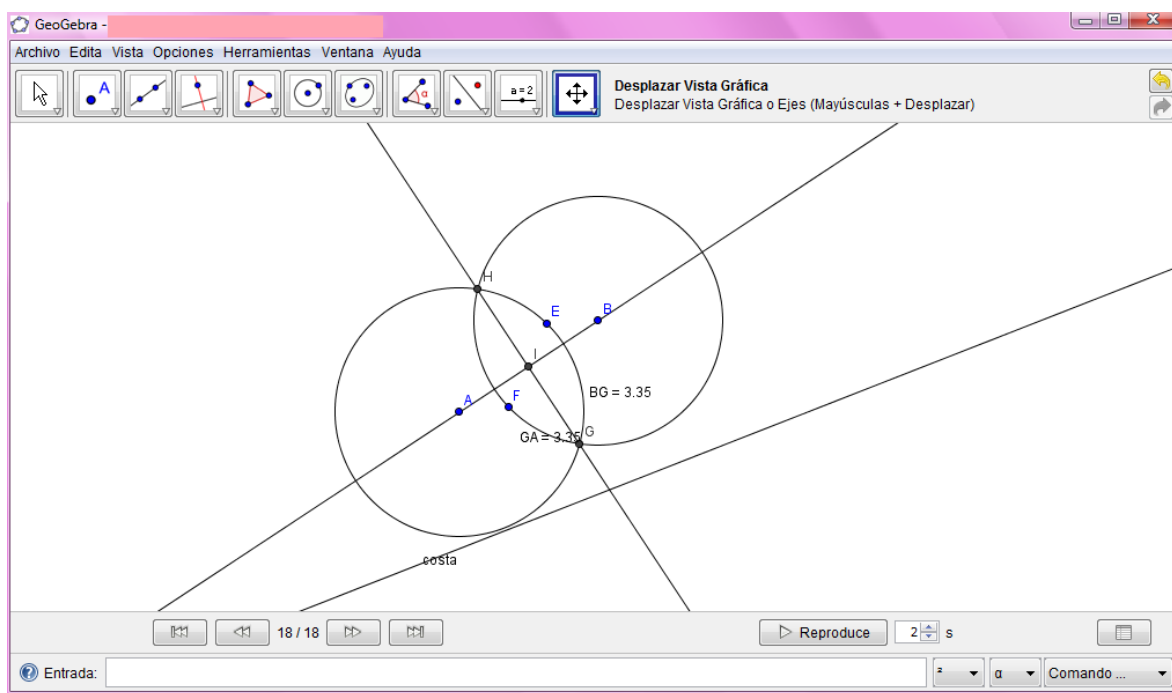 GeoGebra -
Archivo Edita Vista Opciones Herramientas Ventana Ayuda
A
α
a = 2
Desplazar Vista Gráfica
Desplazar Vista Gráfica o Ejes (Mayúsculas + Desplazar)
H
E
B
I
BG = 3.35
A
F
GA = 3.35
G
costa
18 / 18
Reproduce
2 s
Entrada:
²
α
Comando ...